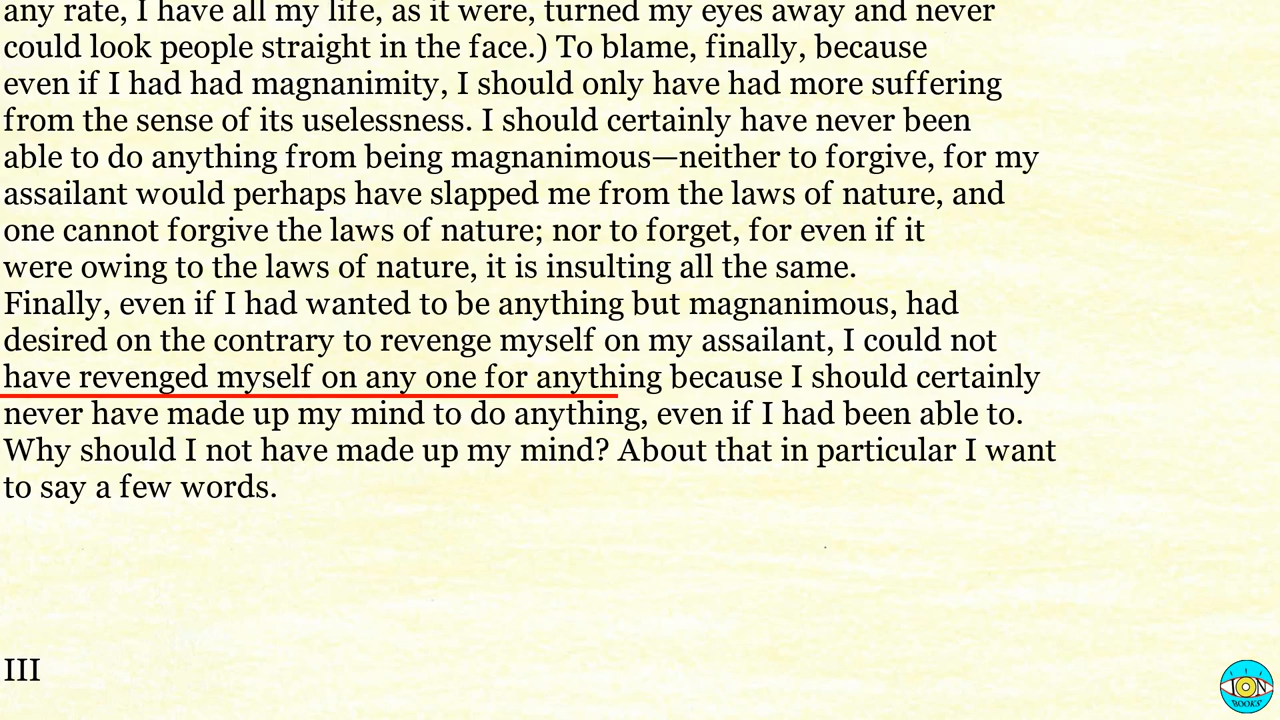 any rate, I have all my life, as it were, turned my eyes away and never
could look people straight in the face.) To blame, finally, because
even if I had had magnanimity, I should only have had more suffering
from the sense of its uselessness. I should certainly have never been
able to do anything from being magnanimous—neither to forgive, for my
assailant would perhaps have slapped me from the laws of nature, and
one cannot forgive the laws of nature; nor to forget, for even if it
were owing to the laws of nature, it is insulting all the same.
Finally, even if I had wanted to be anything but magnanimous, had
desired on the contrary to revenge myself on my assailant, I could not
have revenged myself on any one for anything because I should certainly
never have made up my mind to do anything, even if I had been able to.
Why should I not have made up my mind? About that in particular I want
to say a few words.
III
ION
BOOKS